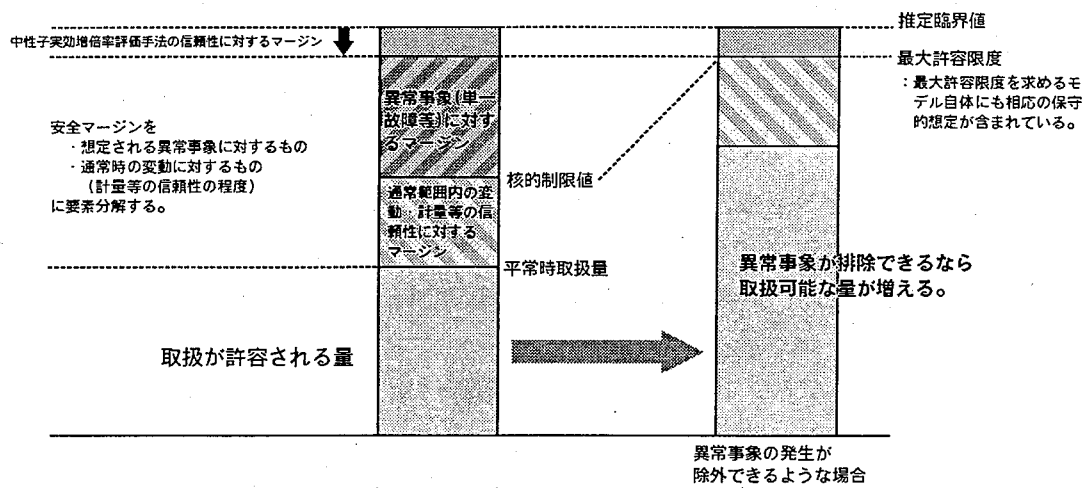 推定臨界値
中性子実効増倍率評価手法の信頼性に対するマージン
最大許容限度
：最大許容限度を求めるモ
デル自体にも相応の保守
的想定が含まれている。
異常事象(単一
故障等)に対す
るマージン
安全マージンを
・想定される異常事象に対するもの
・通常時の変動に対するもの
（計量等の信頼性の程度）
に要素分解する。
核的制限値
通常範囲内の変
動・計量等の信
頼性に対する
マージン
平常時取扱量
異常事象が排除できるなら
取扱可能な量が増える。
取扱が許容される量
異常事象の発生が
除外できるような場合